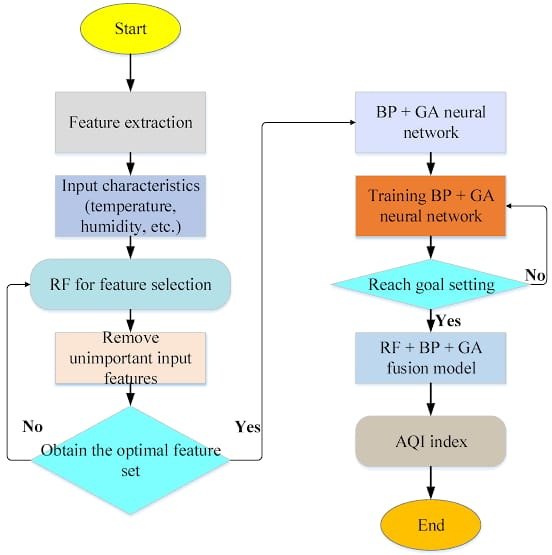 Start
Feature extraction
Input characteristics
(temperature,
humidity, etc.)
RF for feature selection
Remove
unimportant input
features
No
Yes
Obtain the optimal feature
set
BP + GA neural
network
Training BP + GA
neural network
Reach goal setting
No
Yes
RF + BP + GA
fusion model
AQI index
End